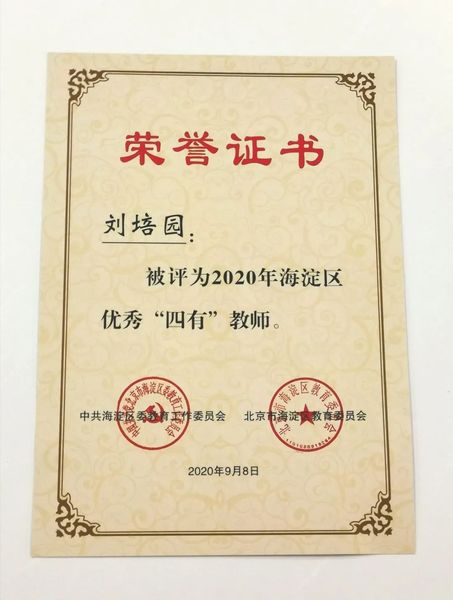 荣誉证书
刘培园：
被评为2020年海淀区
优秀“四有”教师。
中共海淀区委教育工作委员会 北京市海淀区教育委员会
2020年9月8日